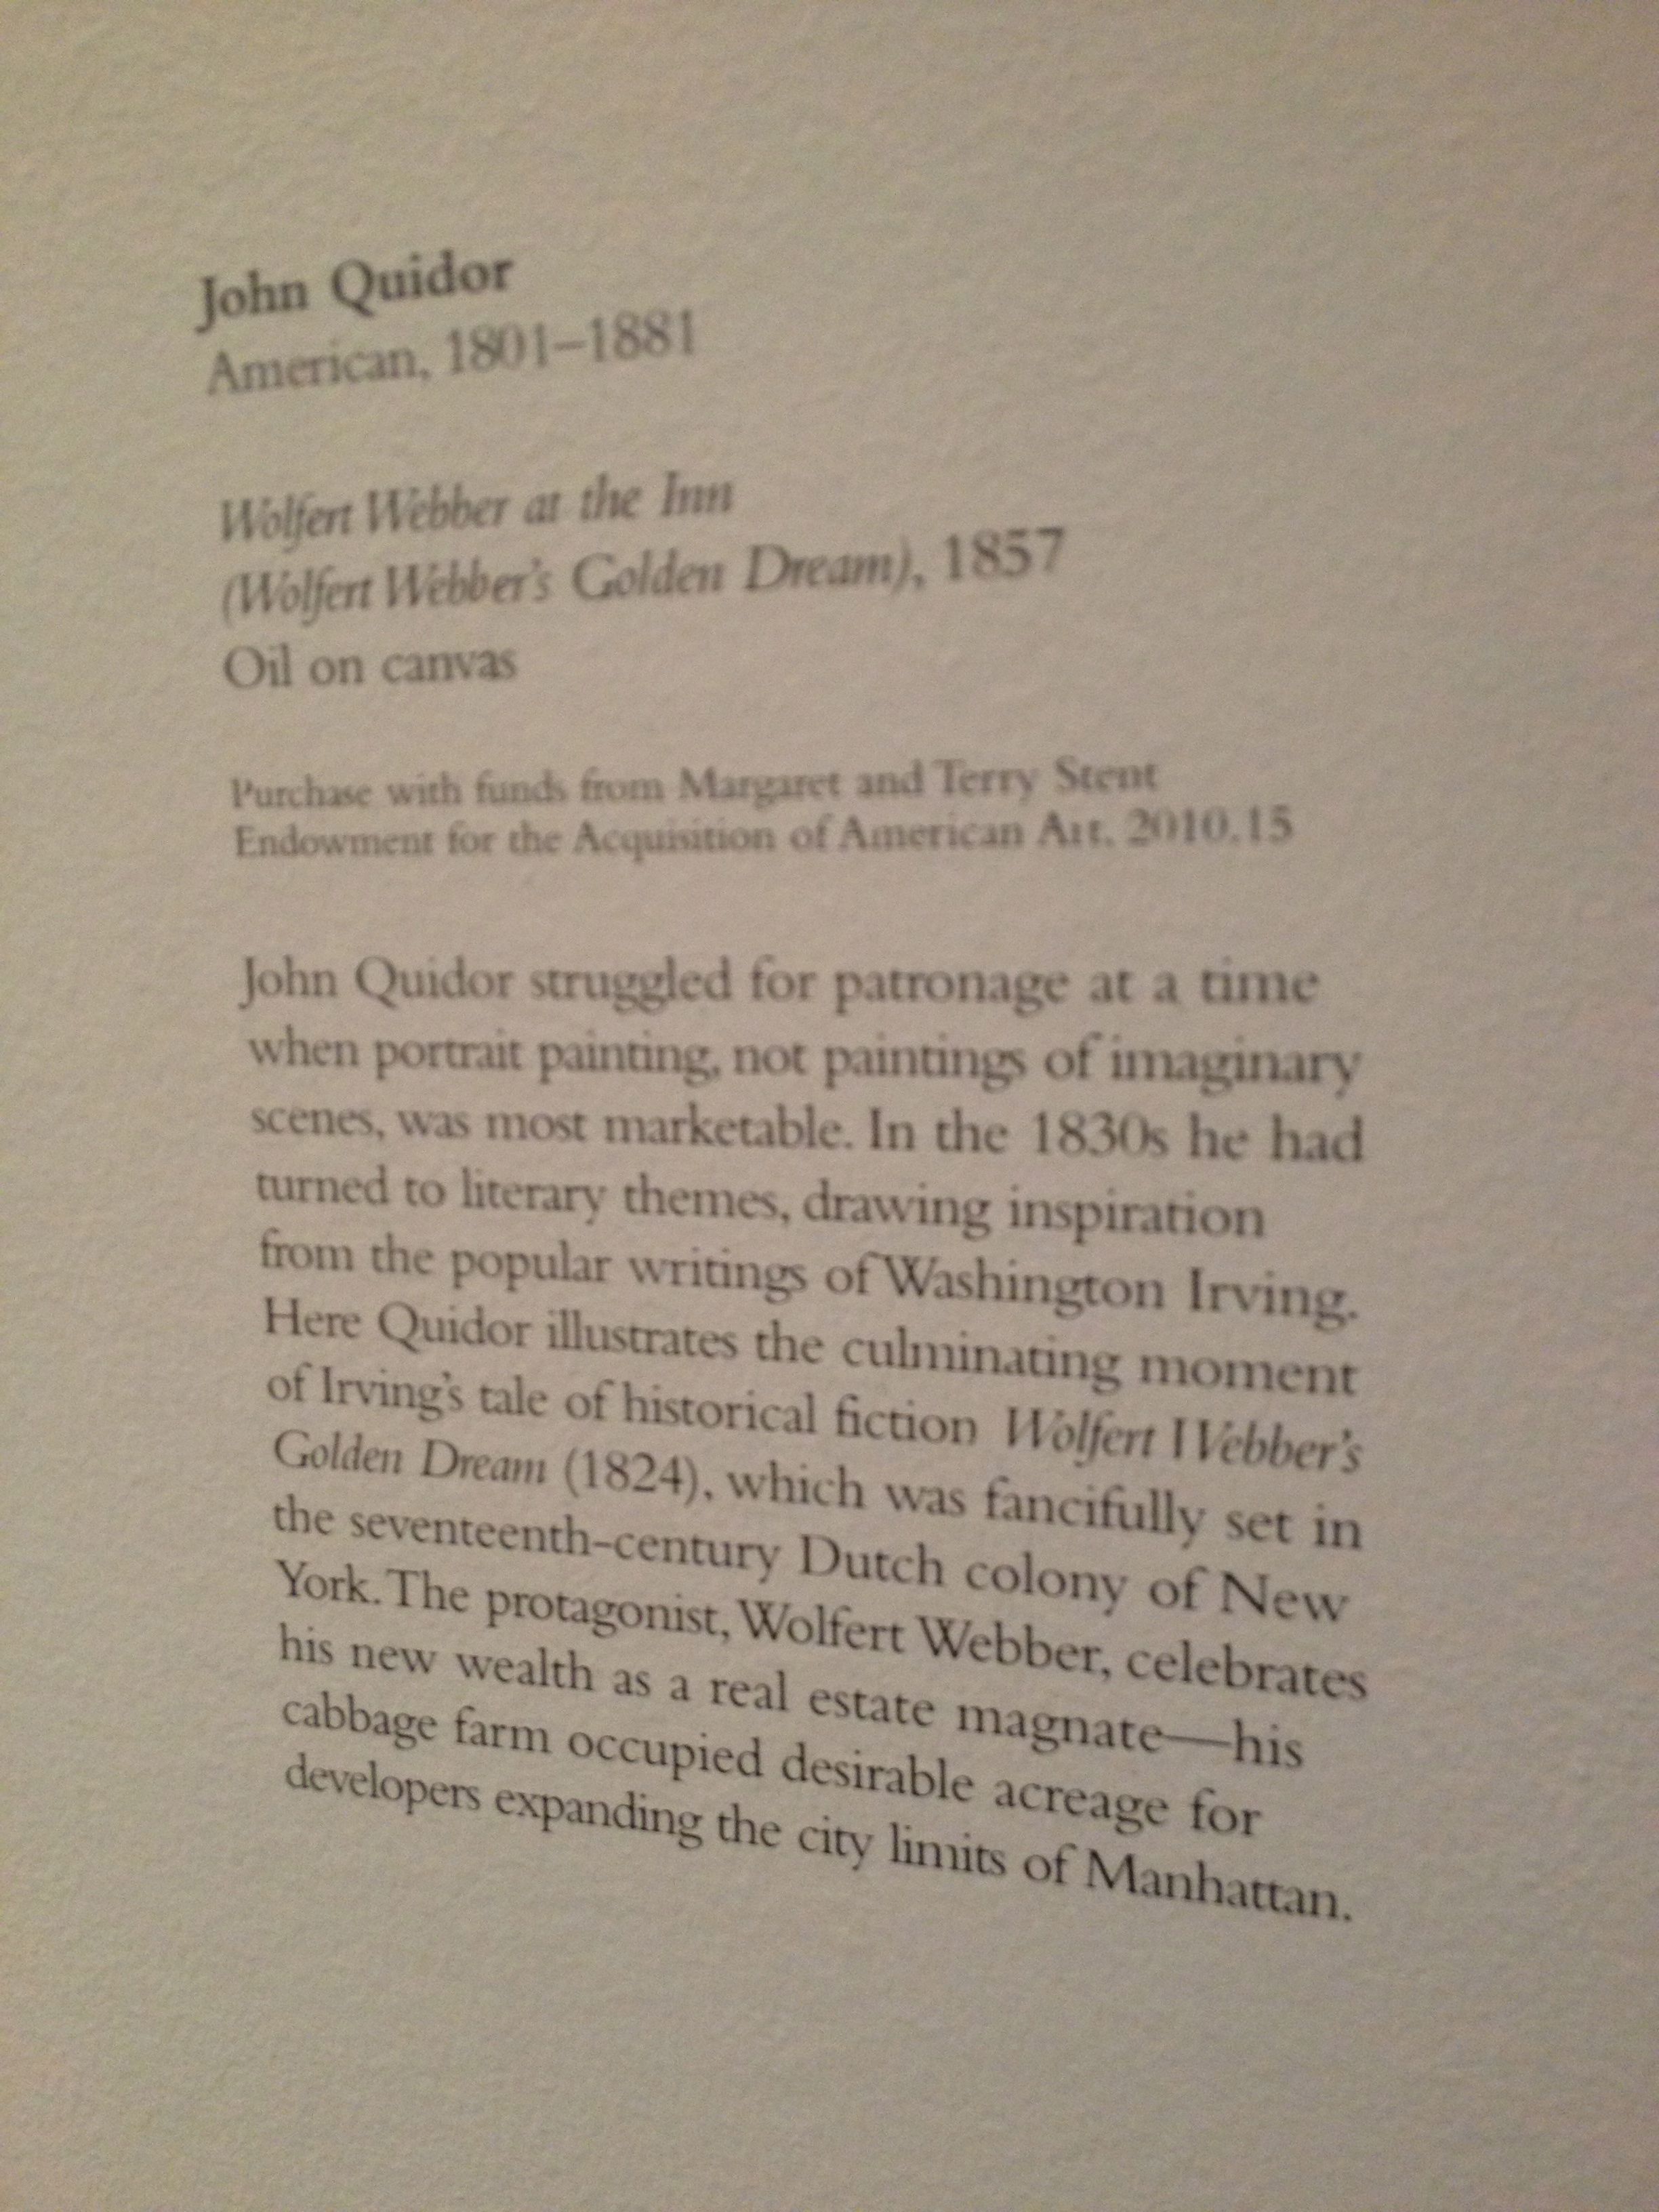 John Quidor
American, 1801–1881
Wolfert Webber at the Inn
(Wolfert Webber's Golden Dream), 1857
Oil on canvas
Purchase with funds from Margaret and Terry Stent
Endowment for the Acquisition of American Art. 2010.15
John Quidor struggled for patronage at a time
when portrait painting, not paintings of imaginary
scenes, was most marketable. In the 1830s he had
turned to literary themes, drawing inspiration
from the popular writings of Washington Irving.
Here Quidor illustrates the culminating moment
of Irving's tale of historical fiction Wolfert Webber's
Golden Dream (1824), which was fancifully set in
the seventeenth-century Dutch colony of New
York. The protagonist, Wolfert Webber, celebrates
his new wealth as a real estate magnate—his
cabbage farm occupied desirable acreage for
developers expanding the city limits of Manhattan.